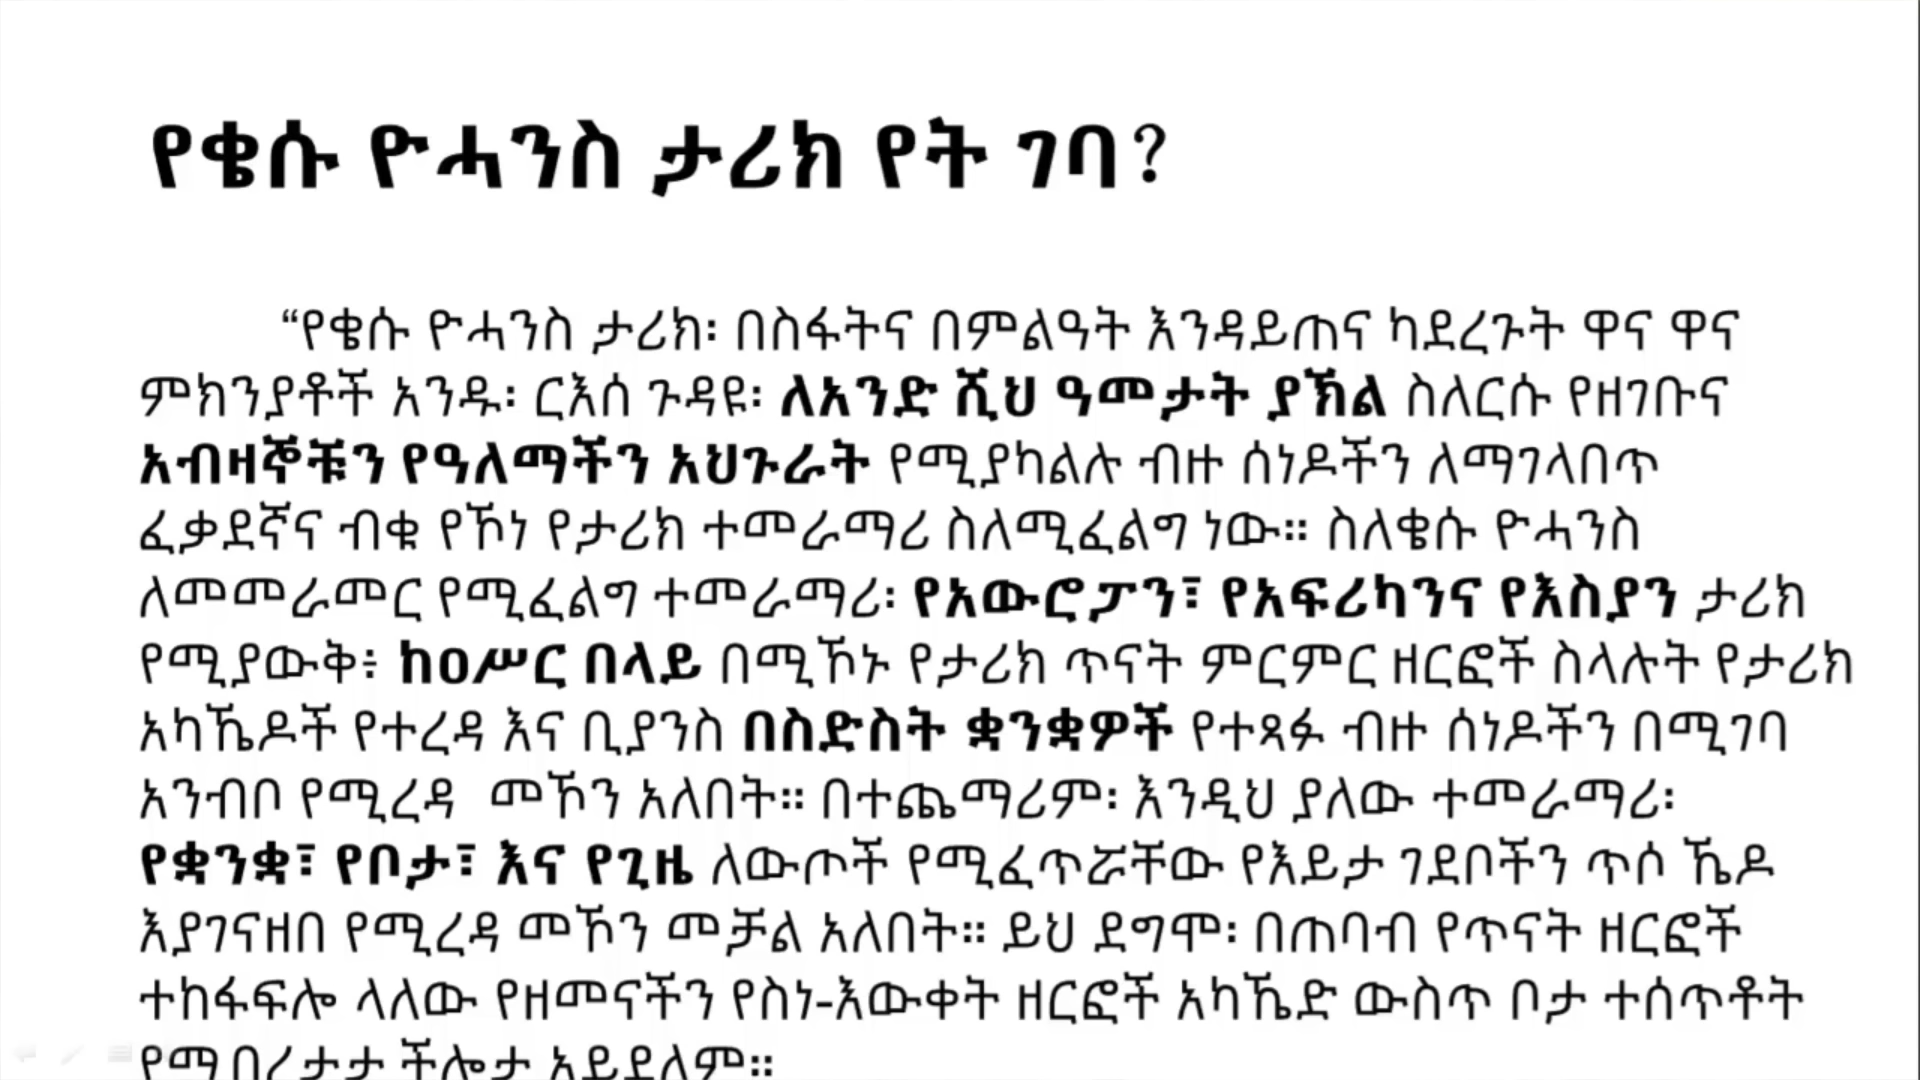 የቄሱ ዮሓንስ ታሪክ የት ገባ?
“የቄሱ ዮሓንስ ታሪክ፡ በስፋትና በምልዓት እንዳይጠና ካደረጉት ዋና ዋና
ምክንያቶች አንዱ፡ ርእሰ ጉዳዩ፡ ለአንድ ሺህ ዓመታት ያኽል ስለርሱ የዘገቡና
አብዛኞቹን የዓለማችን አህጉራት የሚያካልሉ ብዙ ሰነዶችን ለማገላበጥ
ፈቃደኛና ብቁ የኾነ የታሪክ ተመራማሪ ስለሚፈልግ ነው። ስለቄሱ ዮሓንስ
ለመመራመር የሚፈልግ ተመራማሪ፡ የአውሮፓን፣ የአፍሪካንና የእስያን ታሪክ
የሚያውቅ፥ ከዐሥር በላይ በሚኾኑ የታሪክ ጥናት ምርምር ዘርፎች ስላሉት የታሪክ
አካኼዶች የተረዳ እና ቢያንስ በስድስት ቋንቋዎች የተጻፉ ብዙ ሰነዶችን በሚገባ
አንብቦ የሚረዳ መኾን አለበት። በተጨማሪም፡ እንዲህ ያለው ተመራማሪ፡
የቋንቋ፣ የቦታ፣ እና የጊዜ ለውጦች የሚፈጥሯቸው የእይታ ገደቦችን ጥሶ ኼዶ
እያገናዘበ የሚረዳ መኾን መቻል አለበት። ይህ ደግሞ፡ በጠባብ የጥናት ዘርፎች
ተከፋፍሎ ላለው የዘመናችን የስነ-እውቀት ዘርፎች አካኼድ ውስጥ ቦታ ተሰጥቶት
የማበረታታ ችሎታ አይደለም።